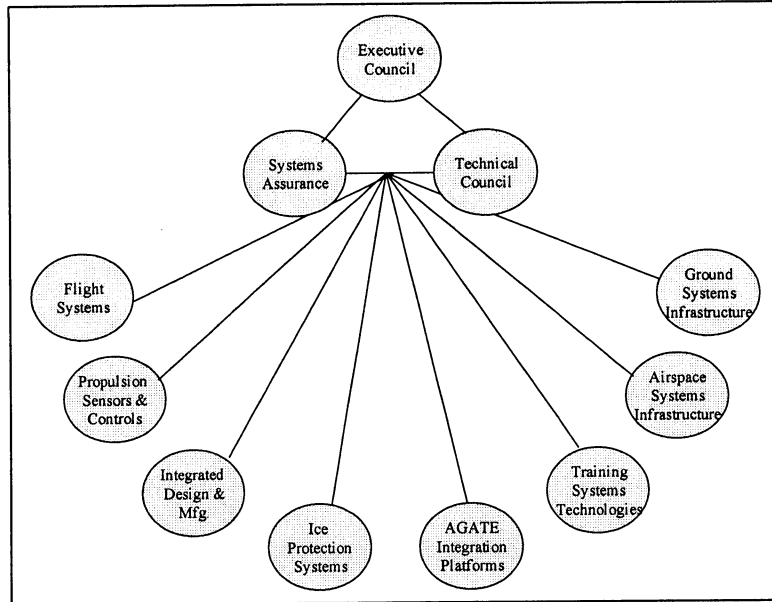 Executive
Council
Systems
Assurance
Technical
Council
Flight
Systems
Ground
Systems
Infrastructure
Propulsion
Sensors &
Controls
Airspace
Systems
Infrastructure
Integrated
Design &
Mfg.
Training
Systems
Technologies
Ice
Protection
Systems
AGATE
Integration
Platforms